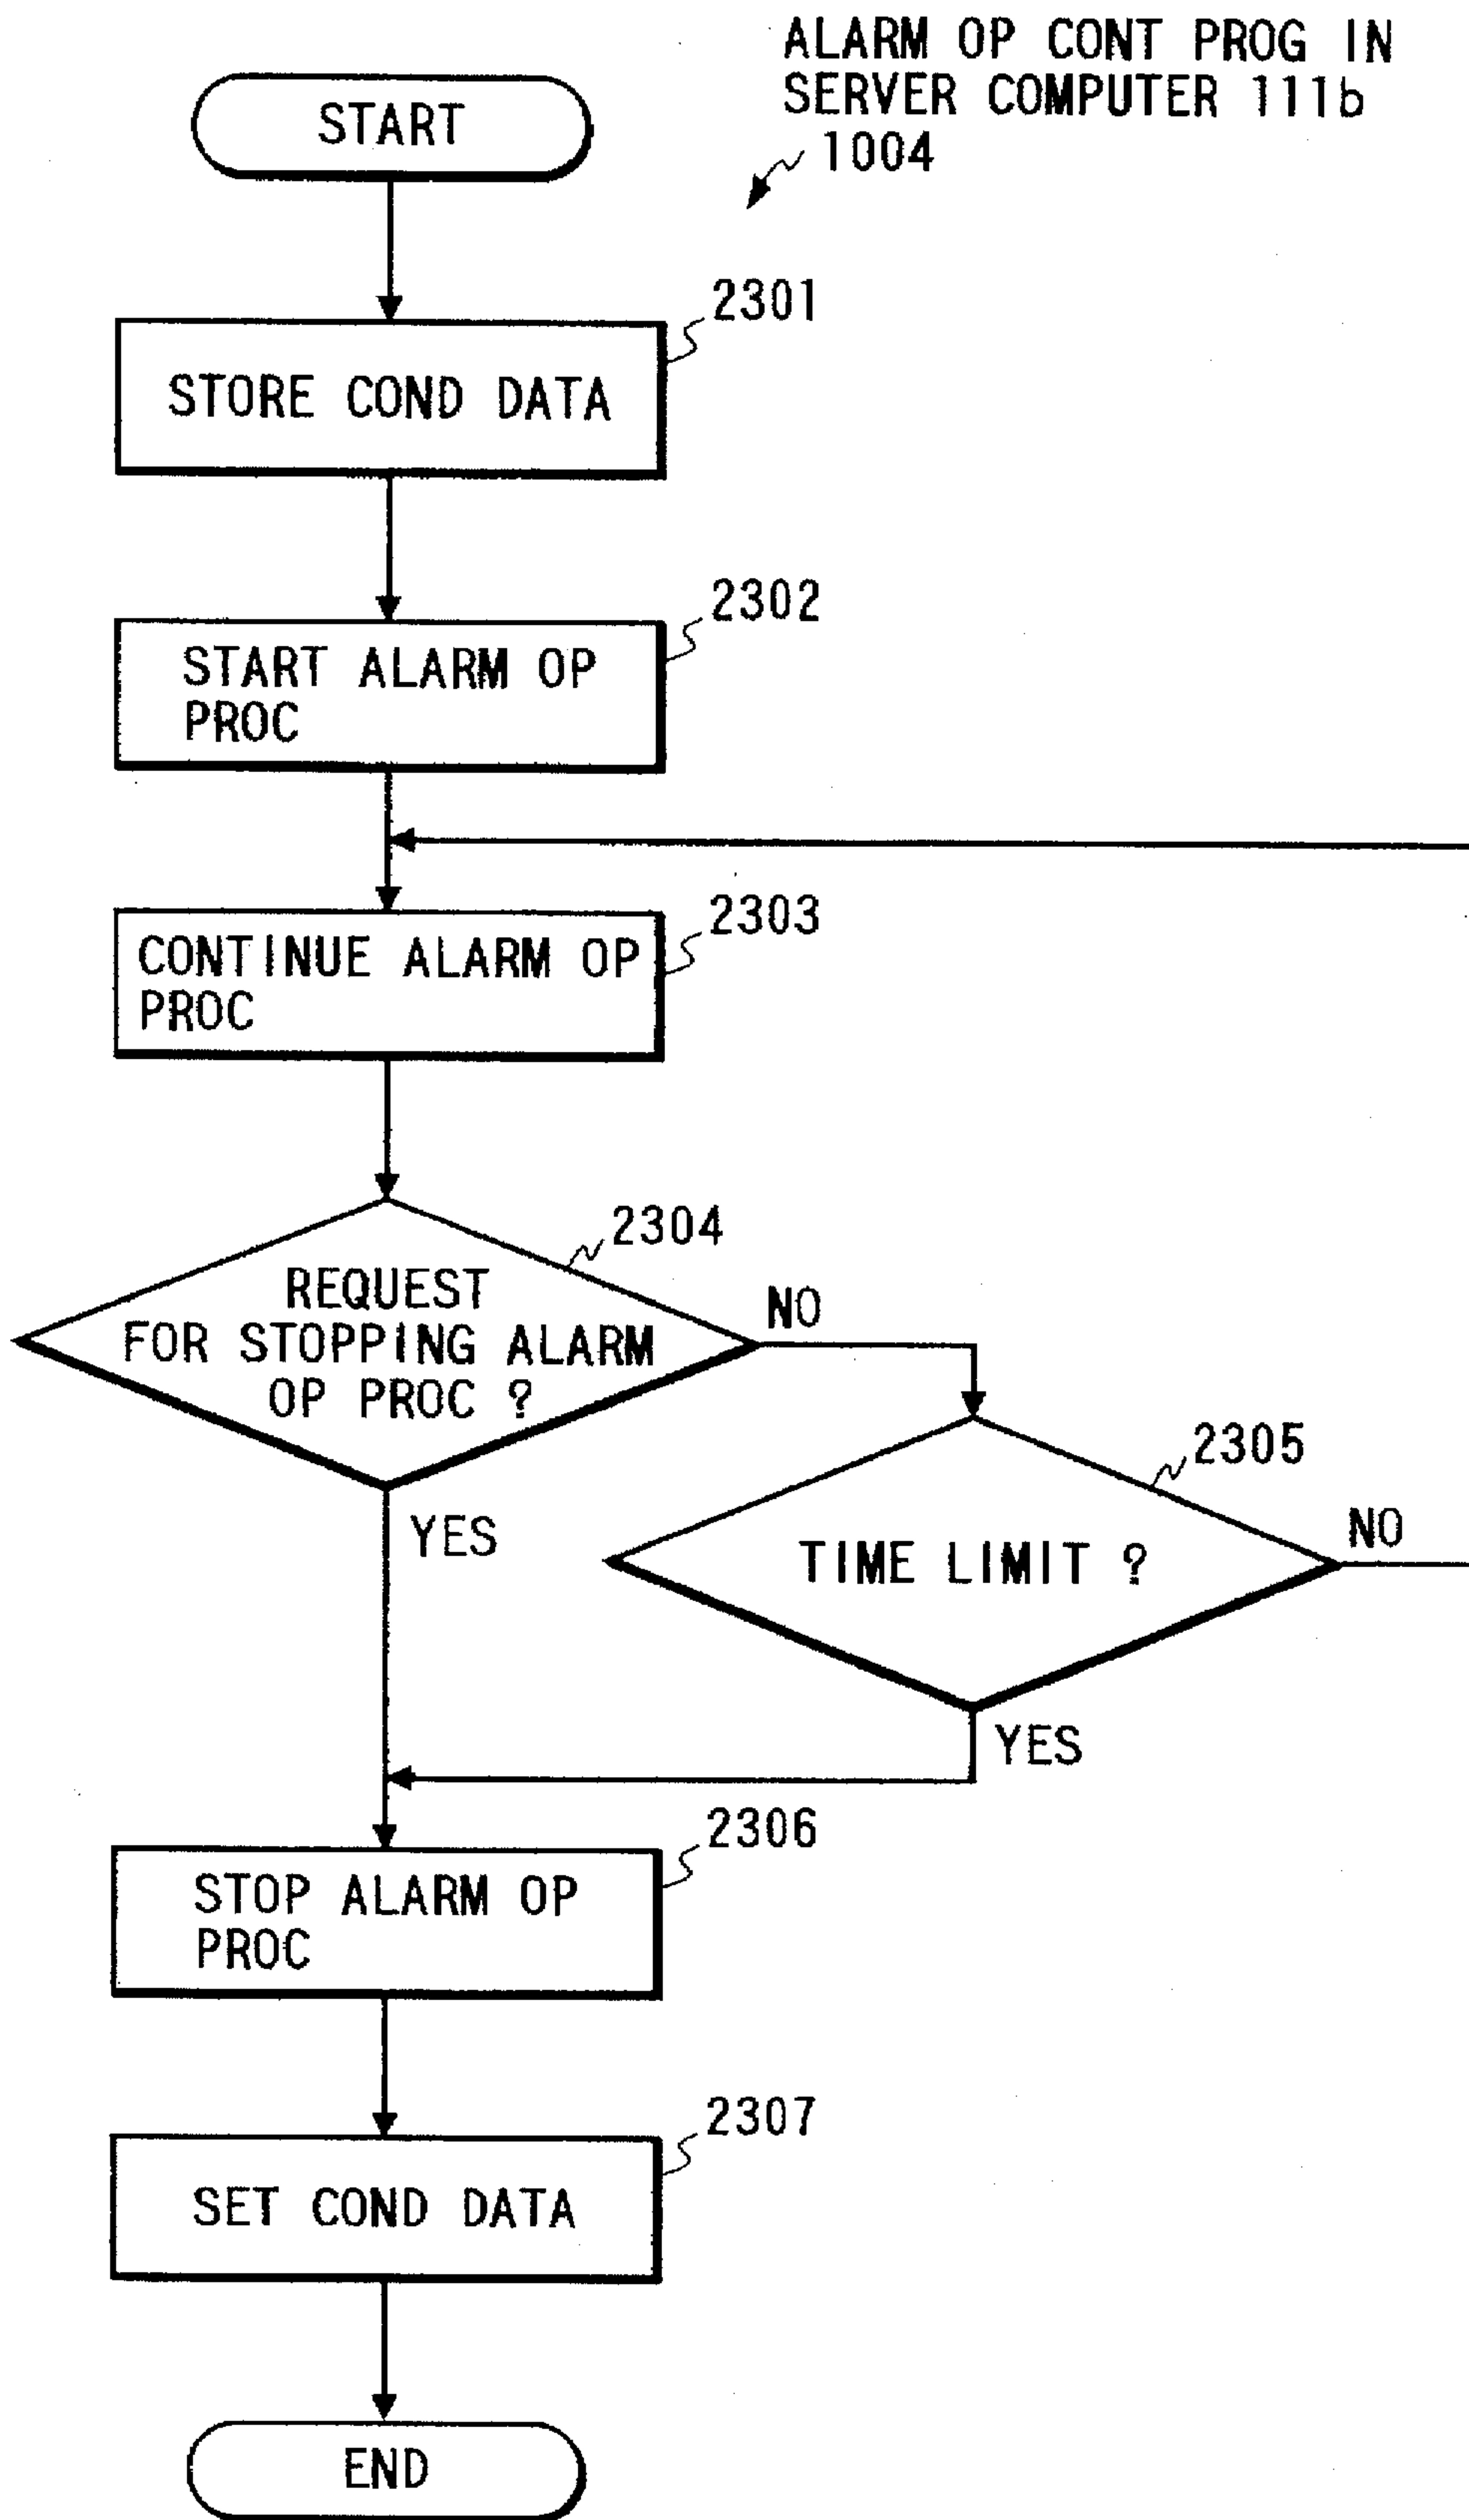 ALARM OP CONT PROG IN
SERVER COMPUTER 111b
1004
START
2301
STORE COND DATA
2302
START ALARM OP
PROC
2303
CONTINUE ALARM OP
PROC
2304
REQUEST
FOR STOPPING ALARM
OP PROC ?
NO
YES
2305
TIME LIMIT ?
NO
YES
2306
STOP ALARM OP
PROC
2307
SET COND DATA
END